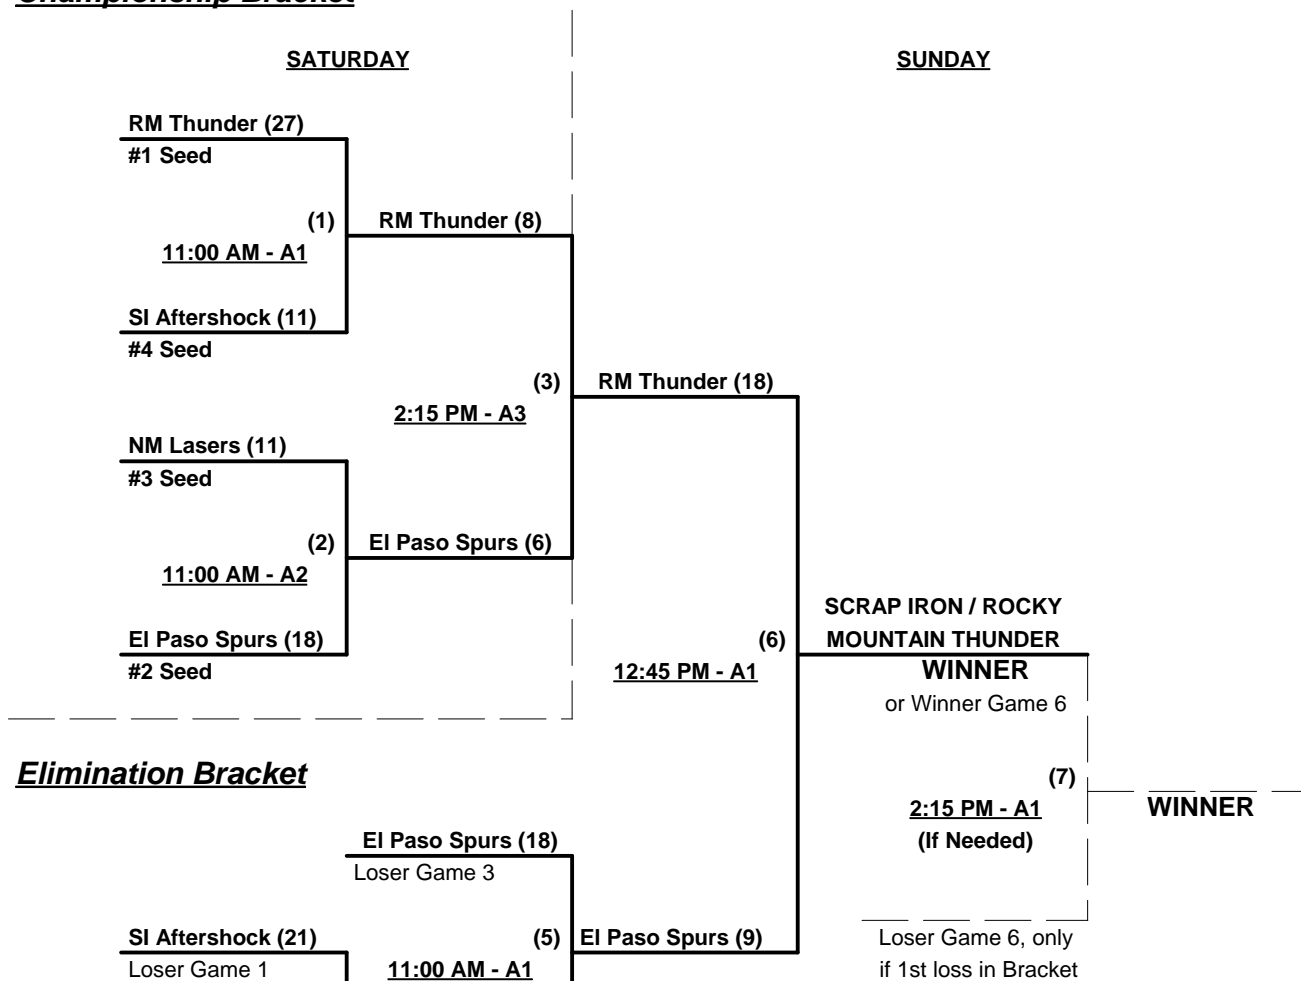 Championship Bracket
SATURDAY
SUNDAY
RM Thunder (27)
#1 Seed
(1)
RM Thunder (8)
11:00 AM - A1
SI Aftershock (11)
#4 Seed
(3)
RM Thunder (18)
2:15 PM - A3
NM Lasers (11)
#3 Seed
(2)
El Paso Spurs (6)
11:00 AM - A2
SCRAP IRON / ROCKY
El Paso Spurs (18)
(6)
MOUNTAIN THUNDER
#2 Seed
12:45 PM - A1
WINNER
or Winner Game 6
Elimination Bracket
(7)
2:15 PM - A1
WINNER
(If Needed)
El Paso Spurs (18)
Loser Game 3
SI Aftershock (21)
(5)
El Paso Spurs (9)
Loser Game 6, only
Loser Game 1
11:00 AM - A1
if 1st loss in Bracket